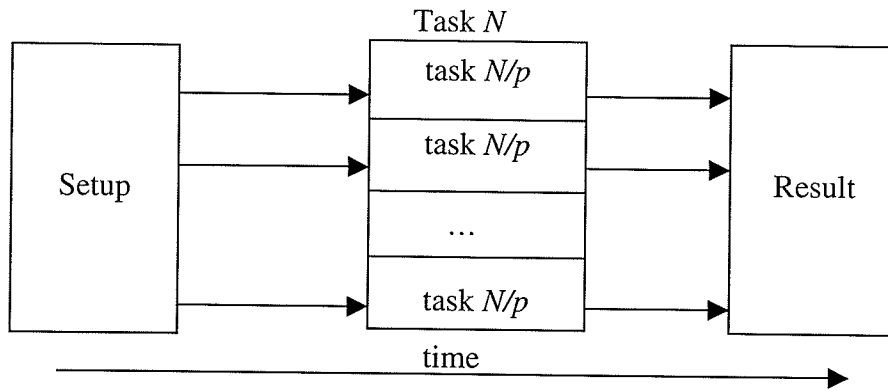 Task N
task N/p
task N/p
Setup
Result
...
task N/p
time